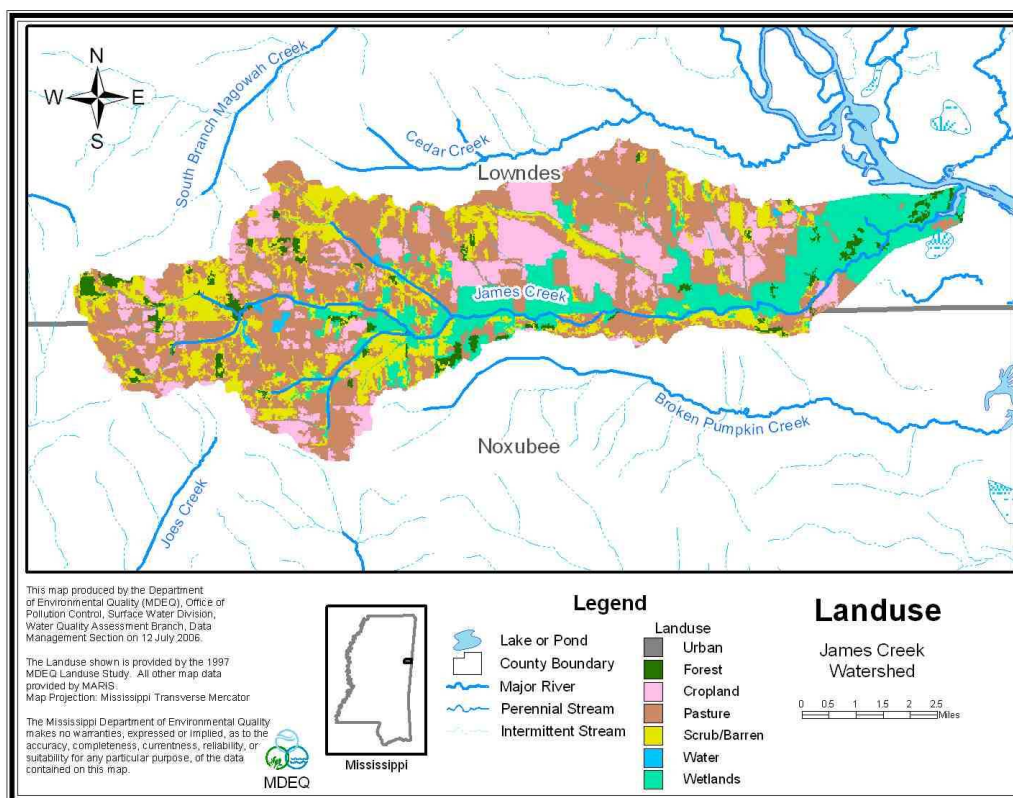 N
W E
S
South Branch Magowah Creek
Cedar Creek
Lowndes
James Creek
Broken Pumpkin Creek
Noxubee
Joes Creek
This map produced by the Department
of Environmental Quality (MDEQ), Office of
Pollution Control, Surface Water Division,
Water Quality Assessment Branch, Data
Management Section on 12 July 2006.
The Landuse shown is provided by the 1997
MDEQ Landuse Study. All other map data
provided by MARIS.
Map Projection: Mississippi Transverse Mercator
The Mississippi Department of Environmental Quality
makes no warranties, expressed or implied, as to the
accuracy, completeness, currentness, reliability, or
suitability for any particular purpose, of the data
contained on this map.
MDEQ
Mississippi
Legend
Lake or Pond
County Boundary
Major River
Perennial Stream
Intermittent Stream
Landuse
Urban
Forest
Cropland
Pasture
Scrub/Barren
Water
Wetlands
Landuse
James Creek
Watershed
0 0.5 1 1.5 2 2.5
Miles